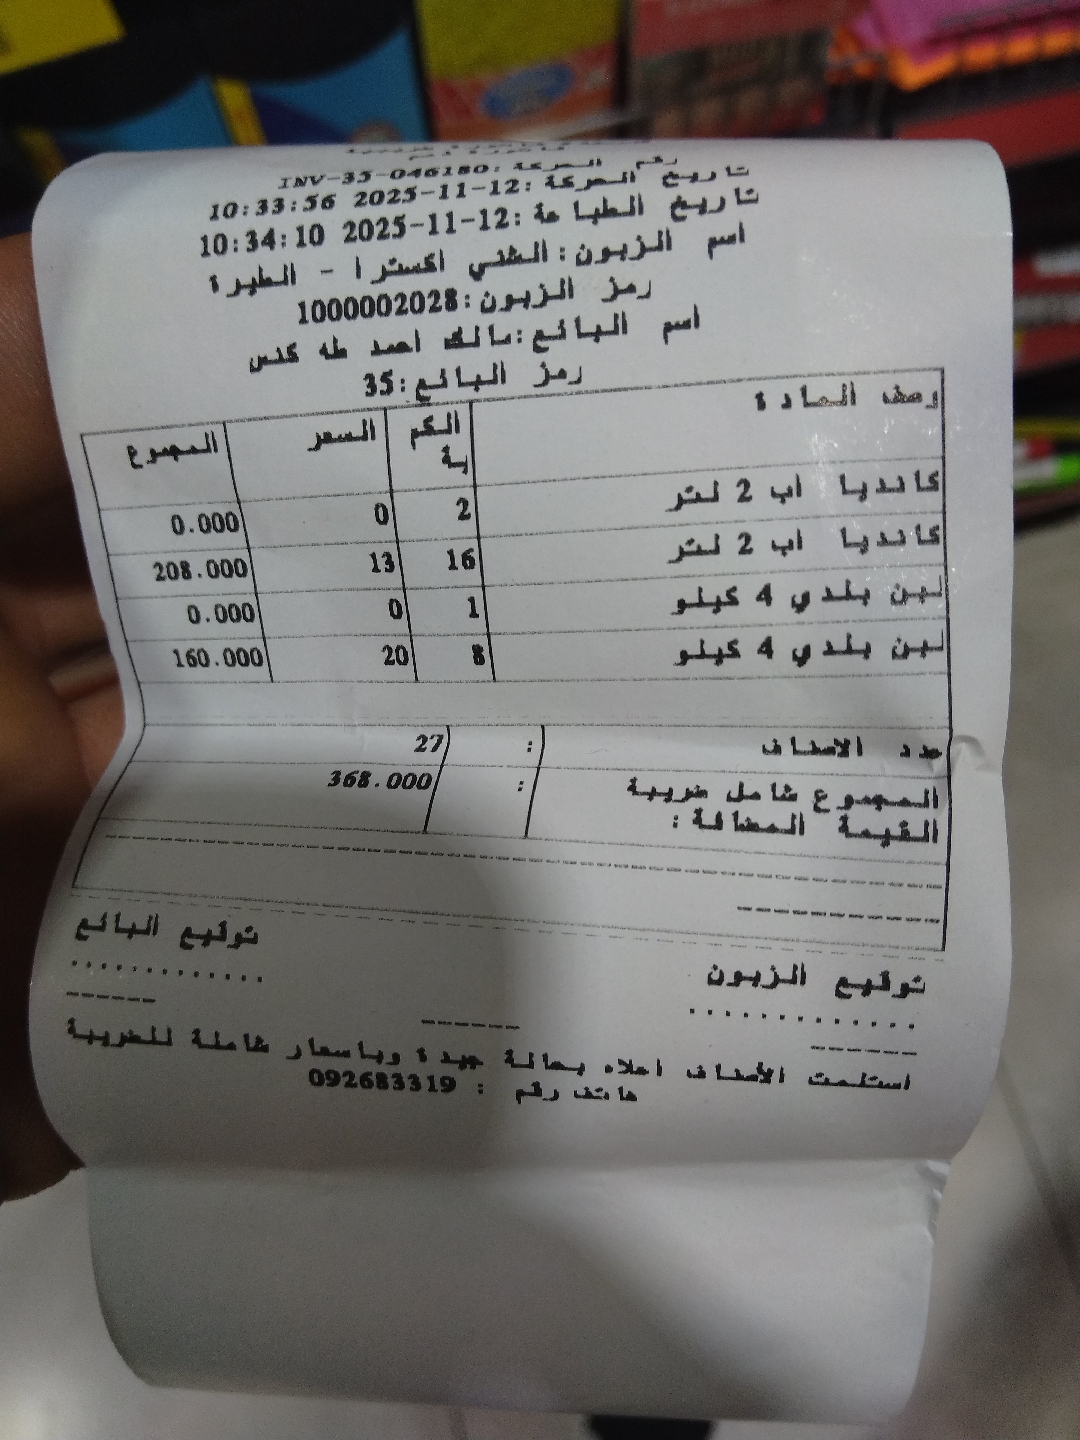 رقم الحركة :INV-35-046180
تاريخ الحركة :12-11-2025 10:33:56
تاريخ الطباعة :12-11-2025 10:34:10
اسم الزبون : الشني اكسترا - الطيرة
رمز الزبون :1000002028
اسم البائع :مالك احمد طه كنس
رمز البائع :35
وصف المادة الكمية السعر المجموع
كانديا اب 2 لتر 2 0 0.000
كانديا اب 2 لتر 16 13 208.000
لبن بلدي 4 كيلو 1 0 0.000
لبن بلدي 4 كيلو 8 20 160.000
عدد الاصناف : 27
المجموع شامل ضريبة : 368.000
القيمة المضافة :
توقيع الزبون توقيع البائع
استلمت الأصناف اعلاه بحالة جيدة وباسعار شاملة للضريبة
هاتف رقم : 092683319